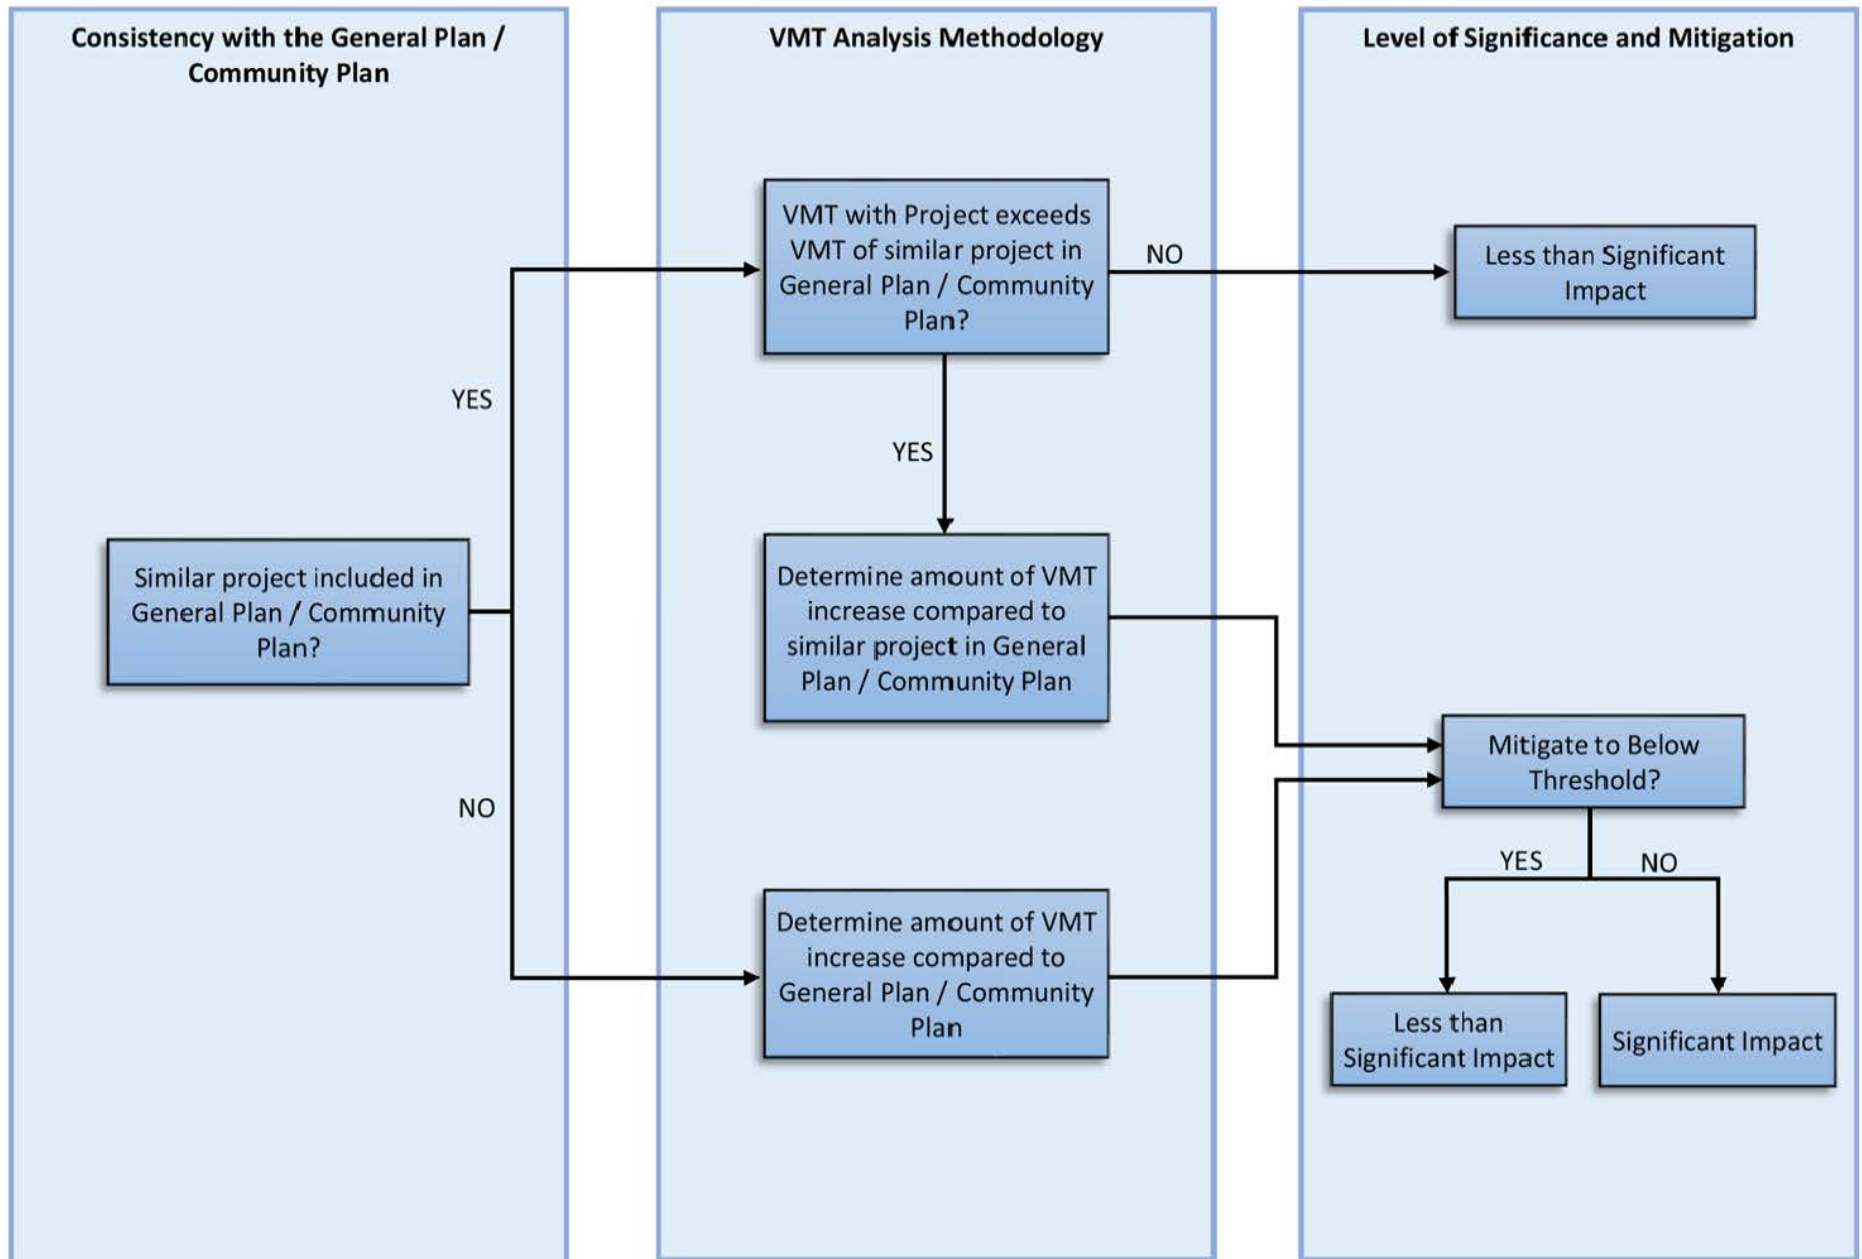 Consistency with the General Plan /
Community Plan
VMT Analysis Methodology
Level of Significance and Mitigation
VMT with Project exceeds
VMT of similar project in
General Plan / Community
Plan?
NO
Less than Significant
Impact
YES
YES
Similar project included in
General Plan / Community
Plan?
Determine amount of VMT
increase compared to
similar project in General
Plan / Community Plan
Mitigate to Below
Threshold?
NO
YES
NO
Determine amount of VMT
increase compared to
General Plan / Community
Plan
Less than
Significant Impact
Significant Impact